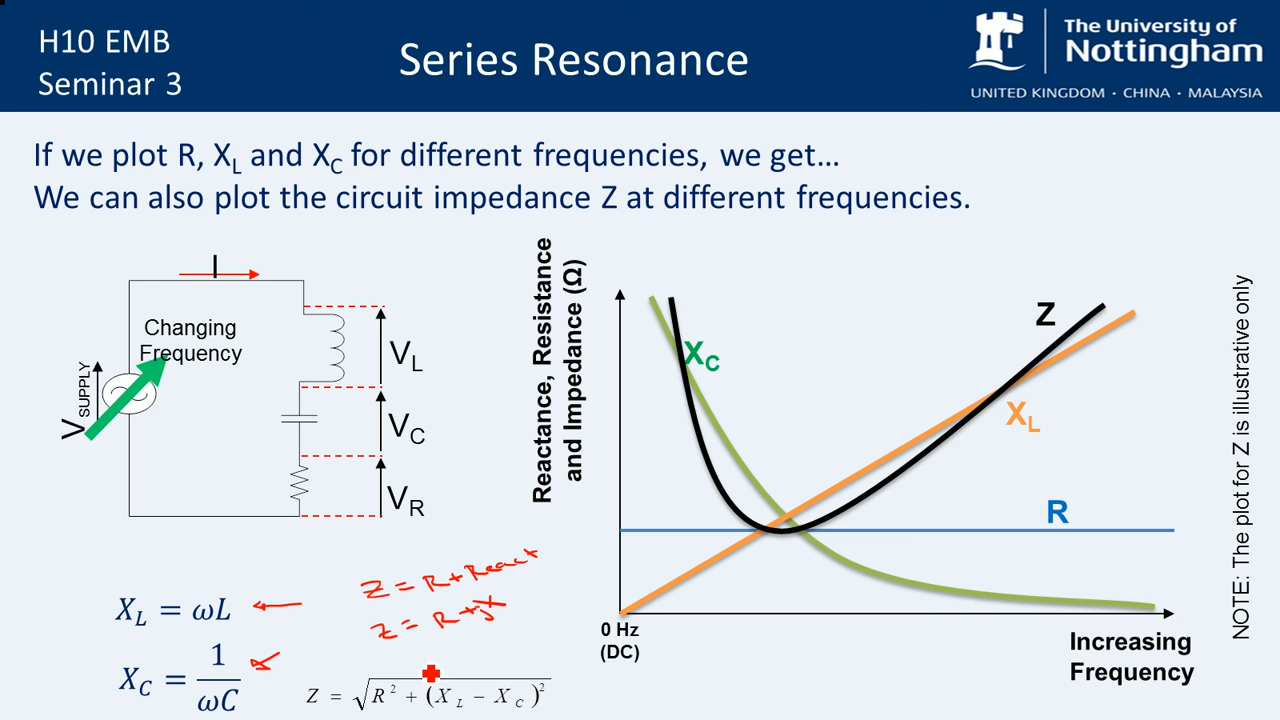 H10 EMB
Seminar 3
Series Resonance
The University of
Nottingham
UNITED KINGDOM · CHINA · MALAYSIA
If we plot R, X_L and X_C for different frequencies, we get…
We can also plot the circuit impedance Z at different frequencies.
I
Changing
Frequency
V_SUPPLY
V_L
V_C
V_R
X_L = ωL
X_C = 1/ωC
Z = R + React
Z = R + jX
Z = √(R² + (X_L − X_C)²)
Reactance, Resistance
and Impedance (Ω)
X_C
Z
X_L
R
0 Hz
(DC)
Increasing
Frequency
NOTE: The plot for Z is illustrative only